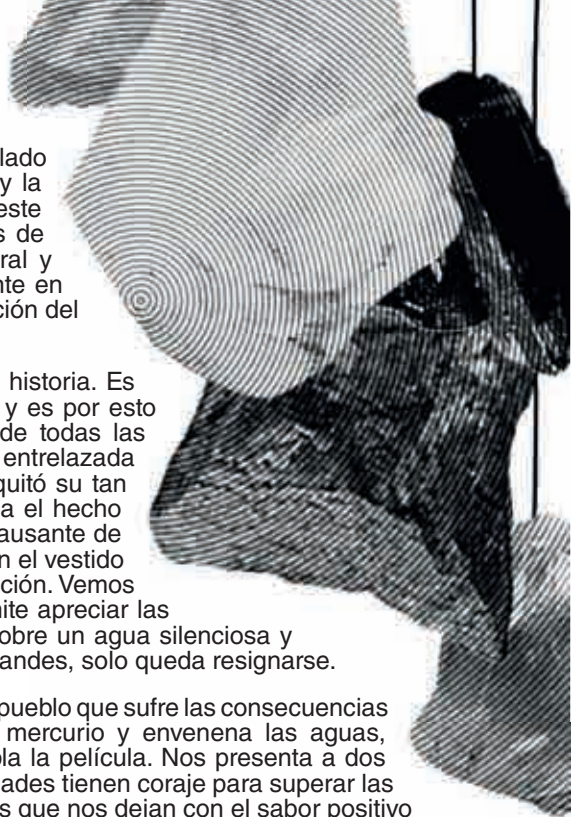 lado
y la
este
s de
ral y
nte en
ción del
historia. Es
y es por esto
de todas las
entrelazada
quitó su tan
a el hecho
ausante de
n el vestido
ción. Vemos
nite apreciar las
obre un agua silenciosa y
andes, solo queda resignarse.
pueblo que sufre las consecuencias
mercurio y envenena las aguas,
bla la película. Nos presenta a dos
ades tienen coraje para superar las
s que nos dejan con el sabor positivo